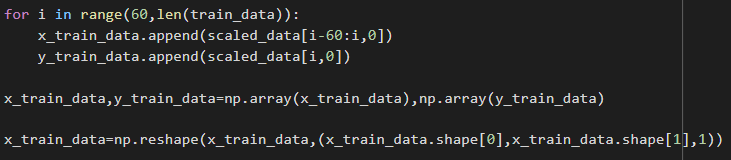 for i in range(60,len(train_data)):
    x_train_data.append(scaled_data[i-60:i,0])
    y_train_data.append(scaled_data[i,0])
x_train_data,y_train_data=np.array(x_train_data),np.array(y_train_data)
x_train_data=np.reshape(x_train_data,(x_train_data.shape[0],x_train_data.shape[1],1))